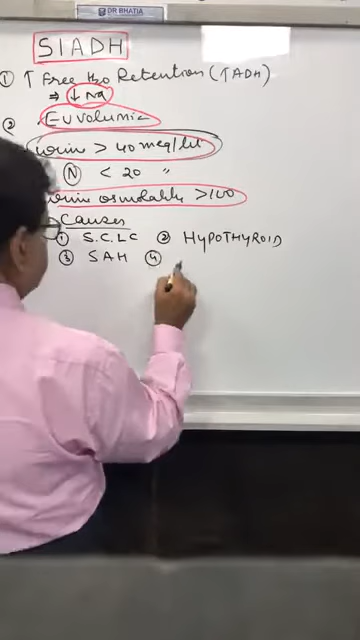 DR BHATIA
SIADH
① ↑ Free H2O Retention (↑ADH)
⇒ ↓ Na
② Euvolumic
urine > 40 meq/lit
Ⓝ < 20 "
urine osmolality > 100
Causes
① S.C.L.C ② HYPOTHYROID
③ SAH ④